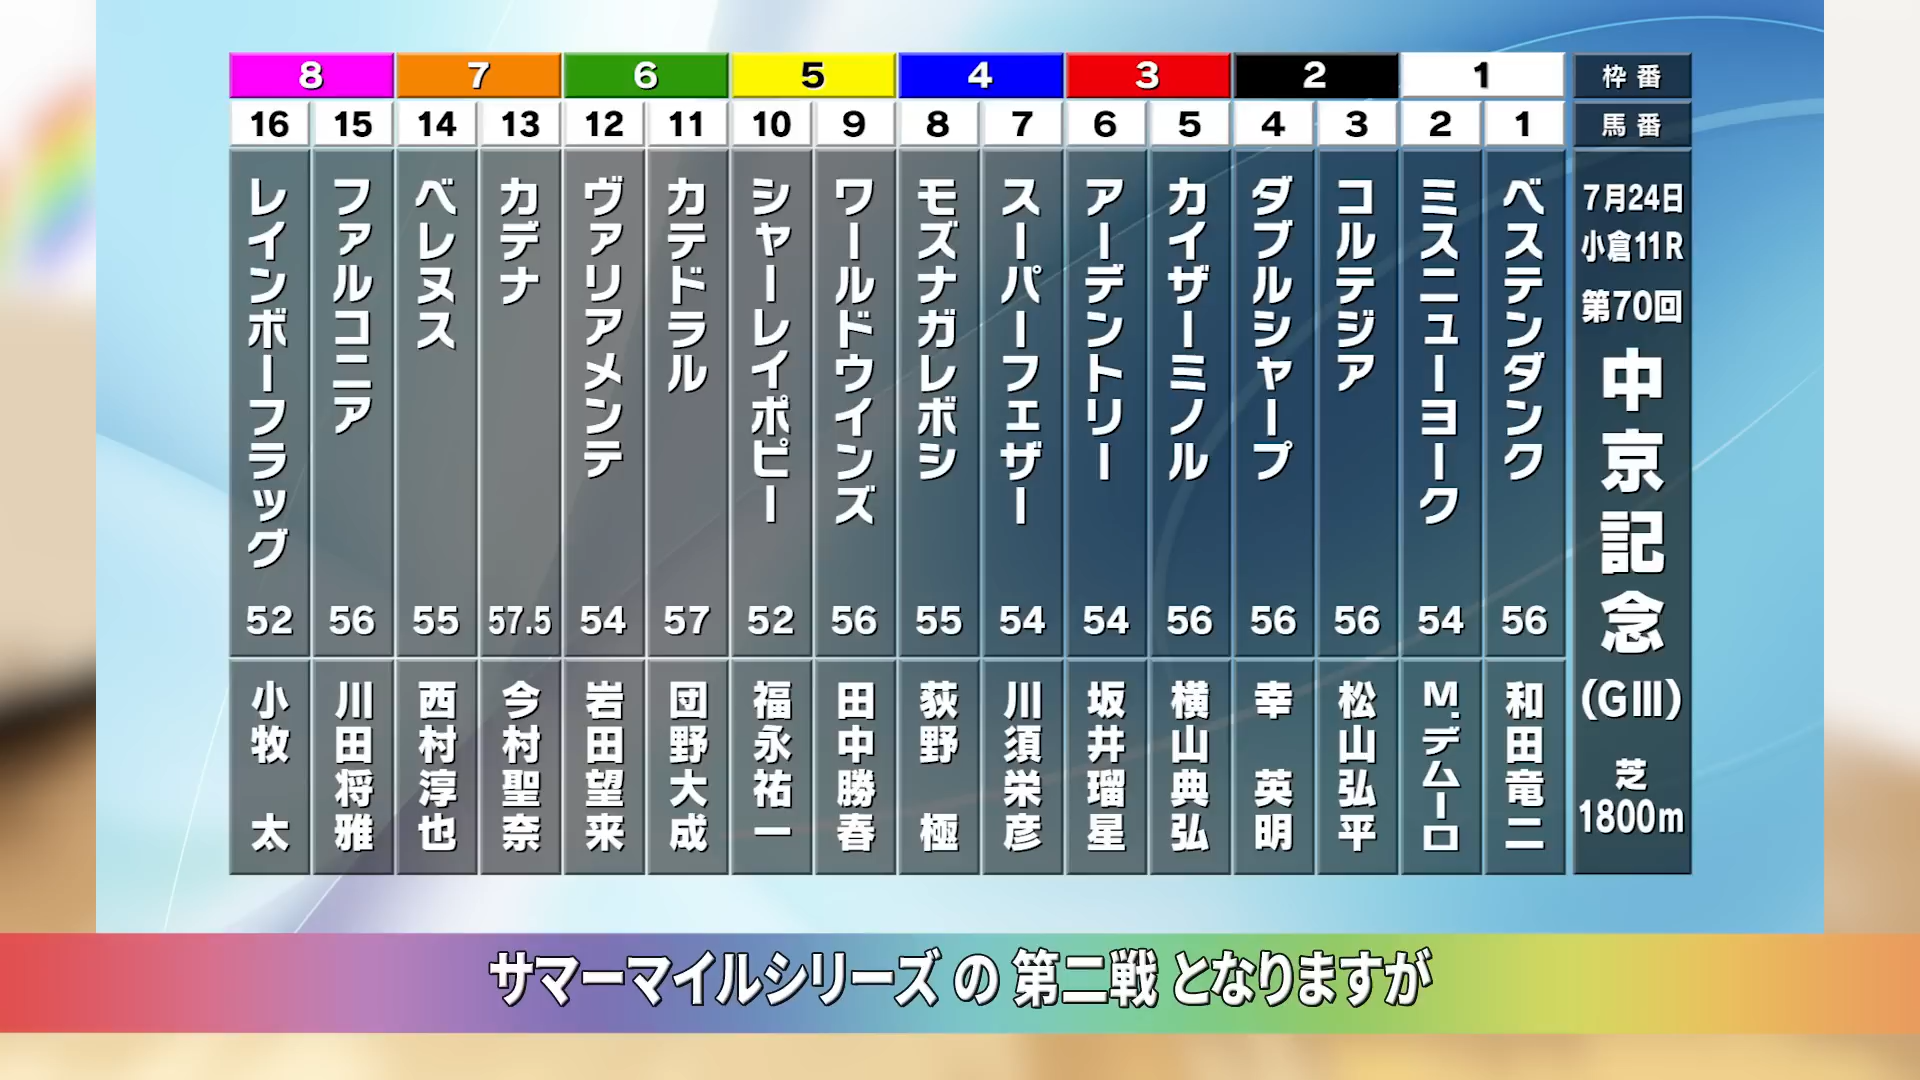 枠番
馬番
7月24日
小倉11R
第70回
中京記念
(GIII)
芝
1800m
1
1
ベステンダンク
56
和田竜二
2
ミスニューヨーク
54
M.デムーロ
2
3
コルテジア
56
松山弘平
4
ダブルシャープ
56
幸 英明
3
5
カイザーミノル
56
横山典弘
6
アーデントリー
54
坂井瑠星
4
7
スーパーフェザー
54
川須栄彦
8
モズナガレボシ
55
荻野 極
5
9
ワールドウインズ
56
田中勝春
10
シャーレイポピー
52
福永祐一
6
11
カテドラル
57
団野大成
12
ヴァリアメンテ
54
岩田望来
7
13
カデナ
57.5
今村聖奈
14
ベレヌス
55
西村淳也
8
15
ファルコニア
56
川田将雅
16
レインボーフラッグ
52
小牧 太
サマーマイルシリーズ の 第二戦 となりますが